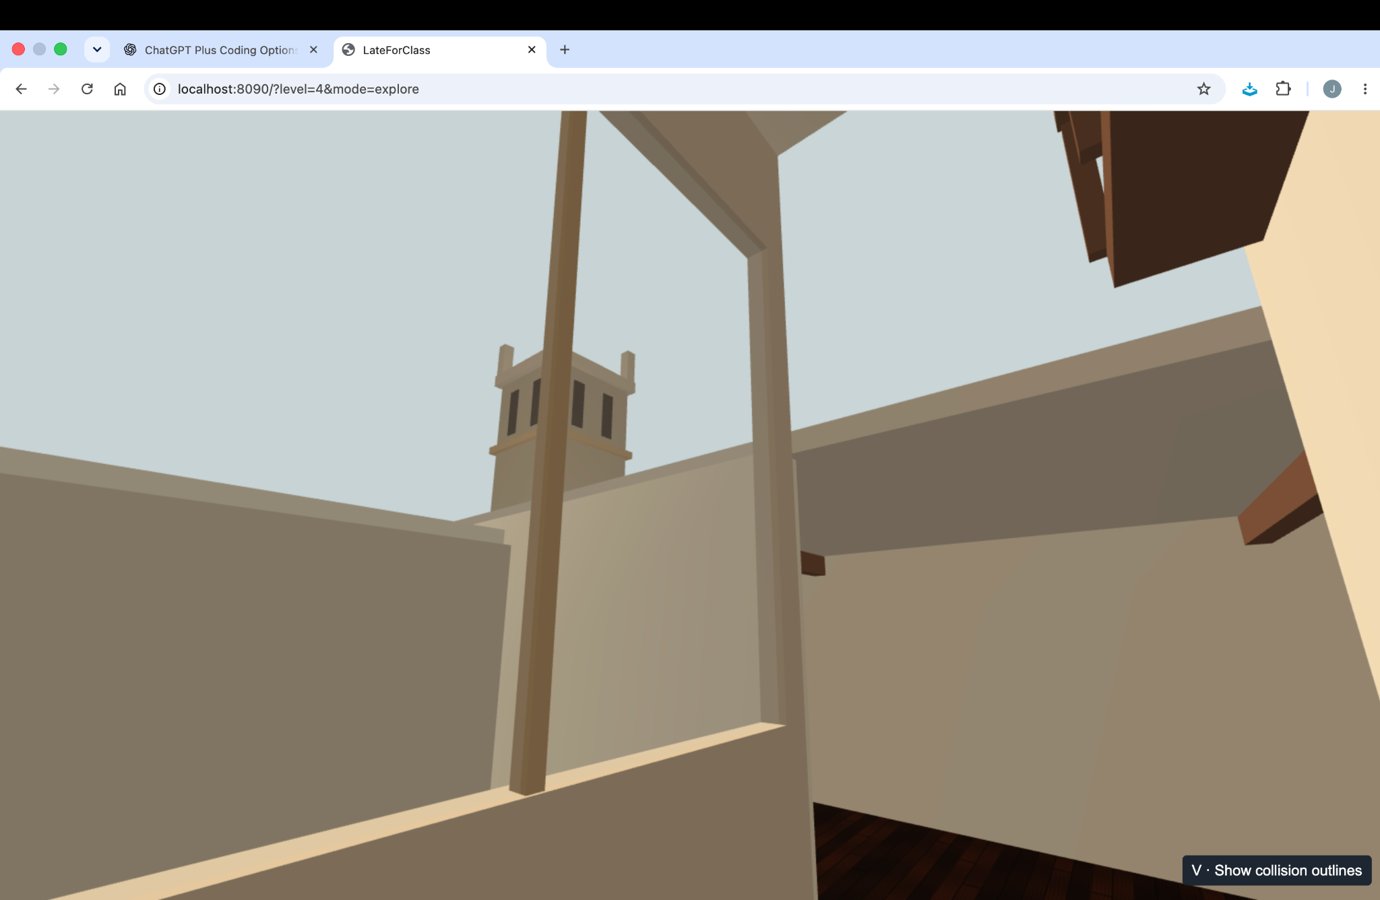 ChatGPT Plus Coding Option
LateForClass
localhost:8090/?level=4&mode=explore
J
V · Show collision outlines